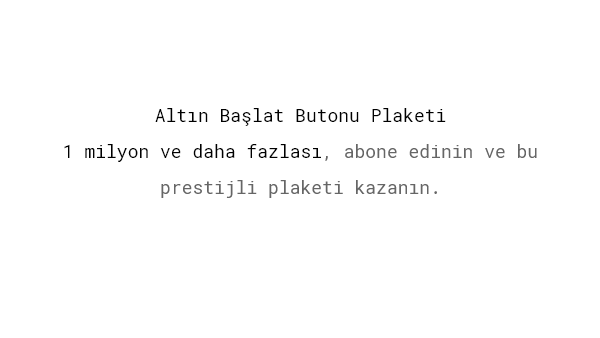 Altın Başlat Butonu Plaketi
1 milyon ve daha fazlası, abone edinin ve bu
prestijli plaketi kazanın.